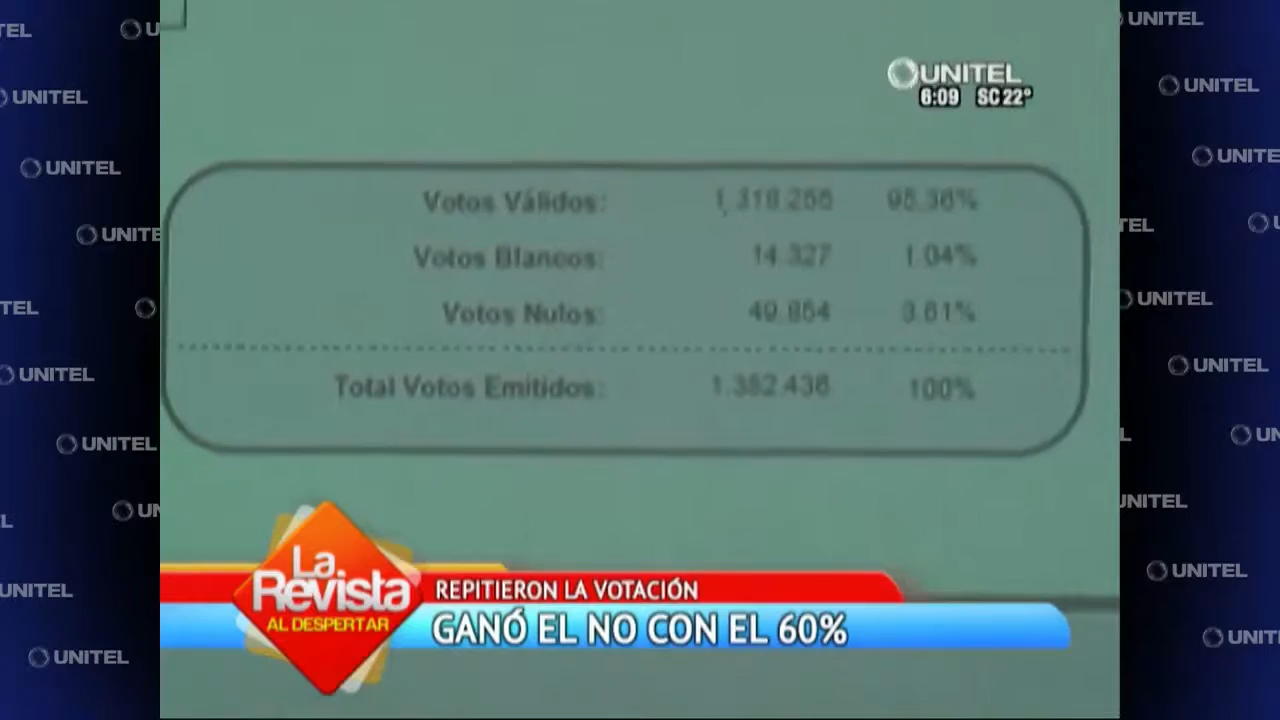 UNITEL
6:09 SC 22°
Votos Válidos: 1.318.255 95.36%
Votos Blancos: 14.327 1.04%
Votos Nulos: 49.854 3.61%
Total Votos Emitidos: 1.382.436 100%
La Revista
AL DESPERTAR
REPITIERON LA VOTACIÓN
GANÓ EL NO CON EL 60%